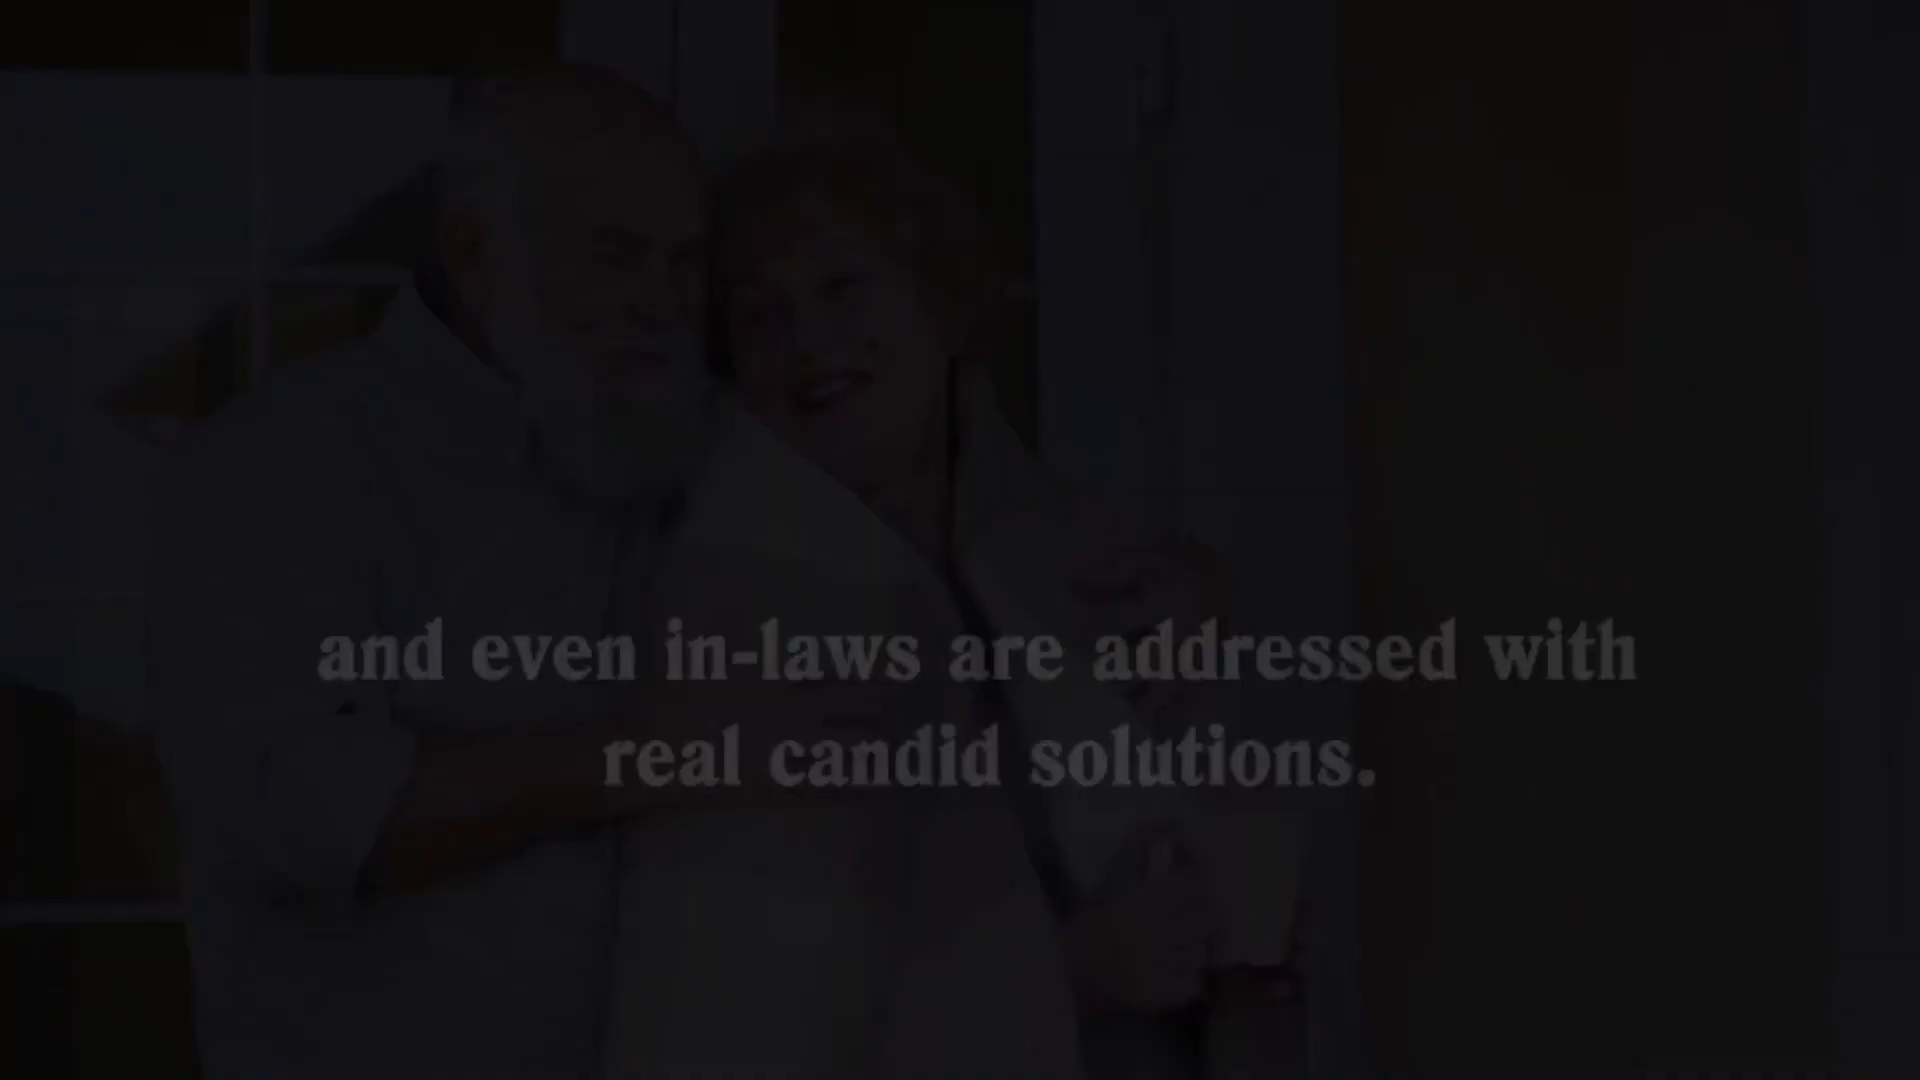 and even in-laws are addressed with
real candid solutions.